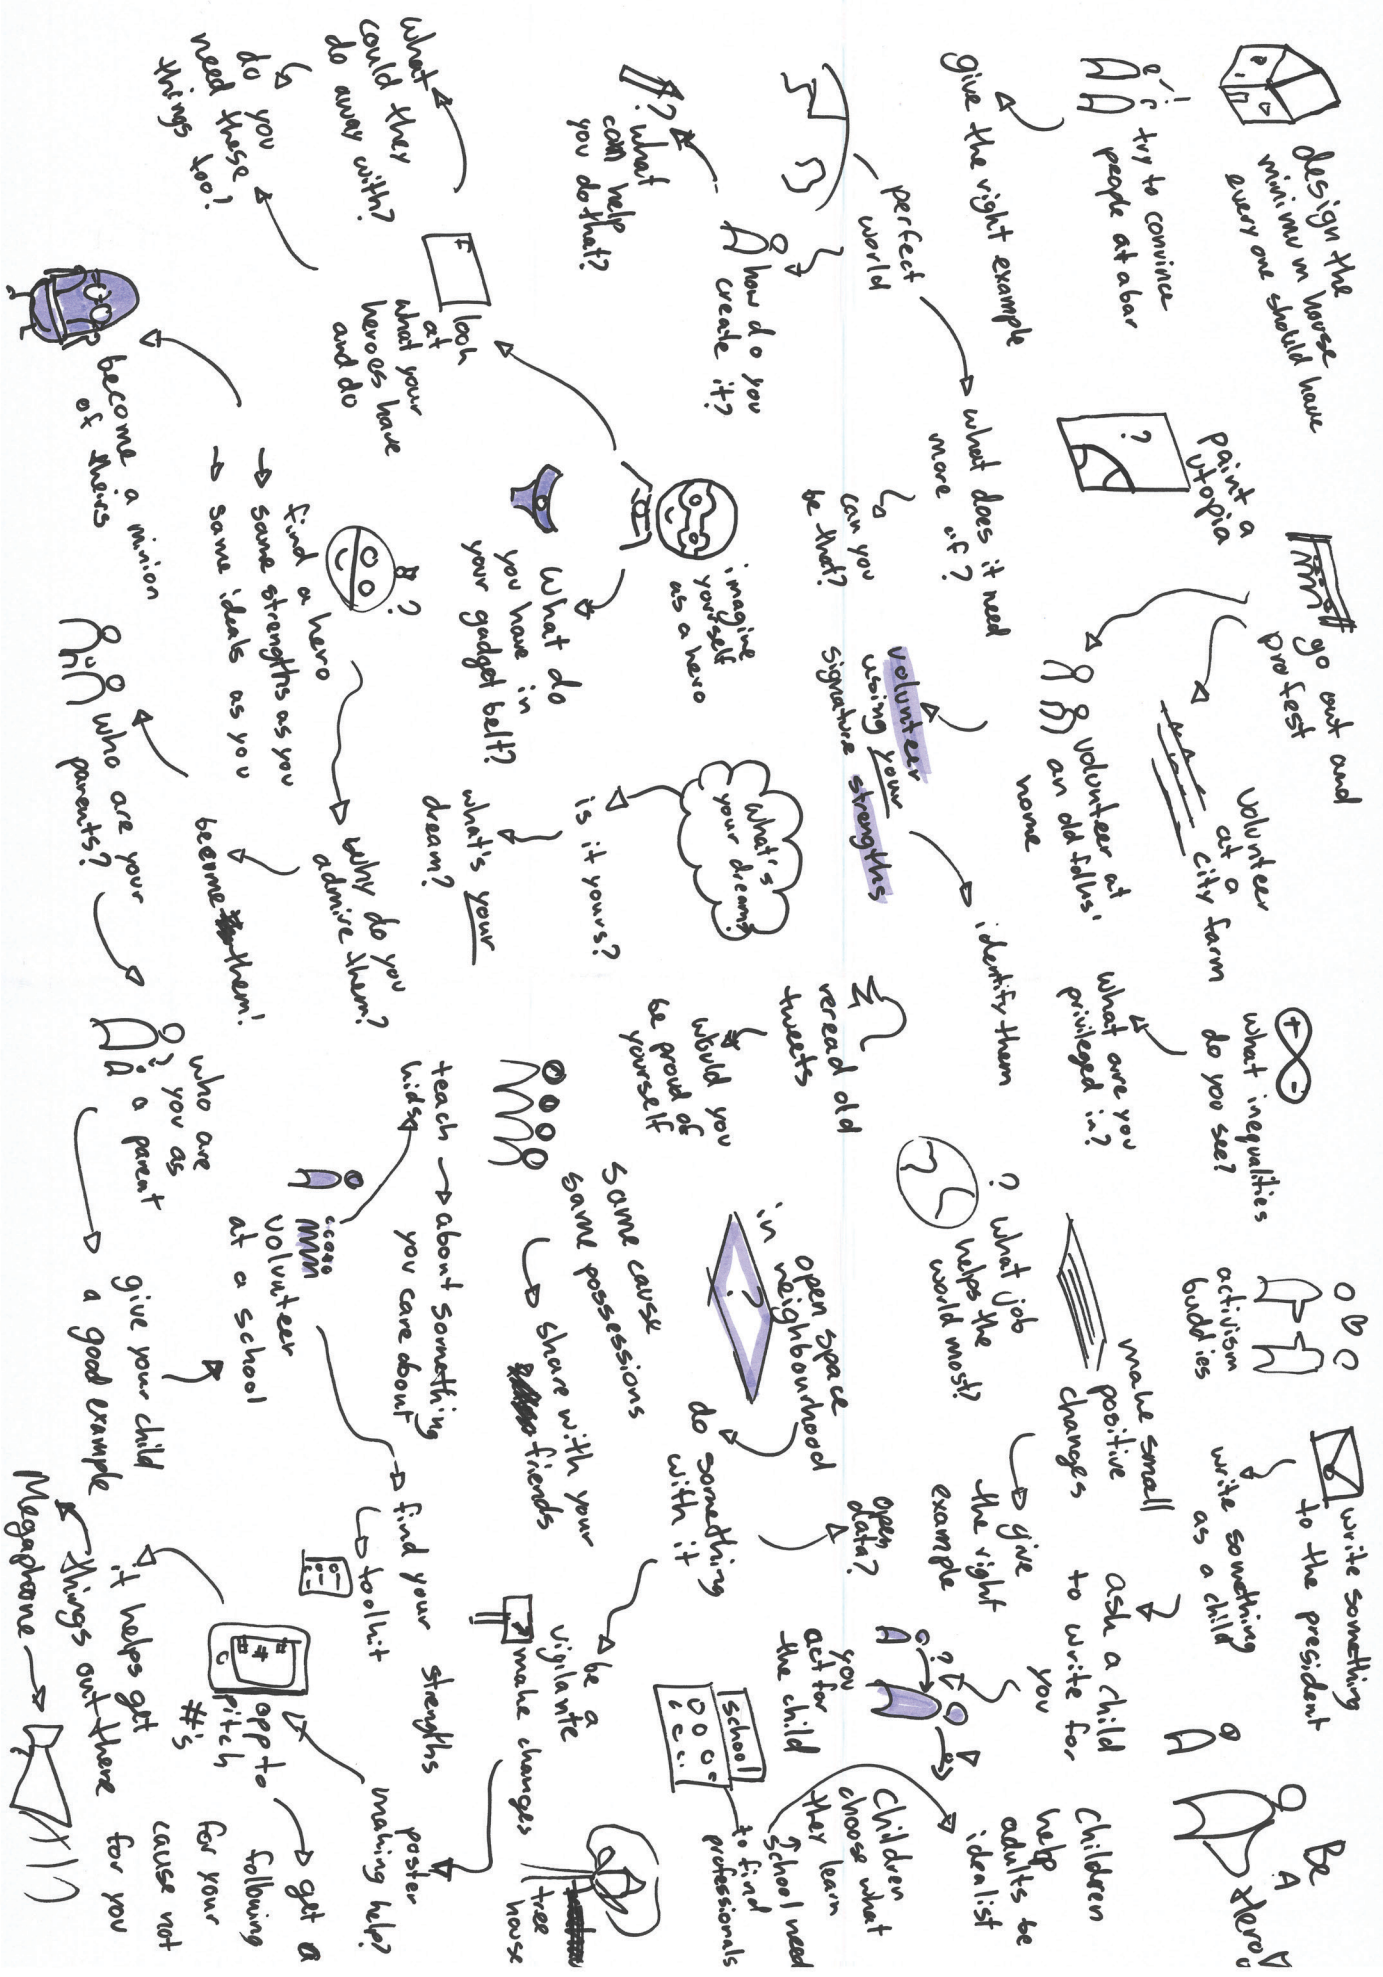 design the
minimum house
everyone should have
try to convince
people at a bar
give the right example
perfect
world
how do you
create it?
?
what
can help
you do that?
what does it need
more of?
can you
be that?
paint a
utopia
?
go out and
protest
volunteer
at a
city farm
volunteer at
an old folks'
home
volunteer
using your
signature strengths
identify them
what inequalities
do you see?
what are you
privileged in?
activism
buddies
write something
to the president
write something
as a child
ask a child
to write for
you
Be
A
Hero
children
help
adults be
idealist
?
you
act for
the child
children
choose what
they learn
school need
to find
professionals
school
make small
positive
changes
give
the right
example
?
what job
helps the
world most?
reread old
tweets
would you
be proud of
yourself
open space
in neighbourhood
?
do something
with it
open
data?
be a
vigilante
make changes
tree
house
poster
making help?
opp to
pitch
#'s
# # #
get a
following
for your
cause not
for you
it helps get
things out there
Megaphone
what's
your dream?
is it yours?
what's your
dream?
imagine
yourself
as a hero
what do
you have in
your gadget belt?
look
at
what your
heroes have
and do
what
could they
do away with?
do you
need these
things too?
?
find a hero
same strengths as you
same ideals as you
become a minion
of theirs
why do you
admire them?
become them!
who are your
parents?
who are
you as
a parent
?
give your child
a good example
volunteer
at a school
teach
kids
about something
you care about
find your strengths
toolkit
same cause
same possessions
share with your
friends